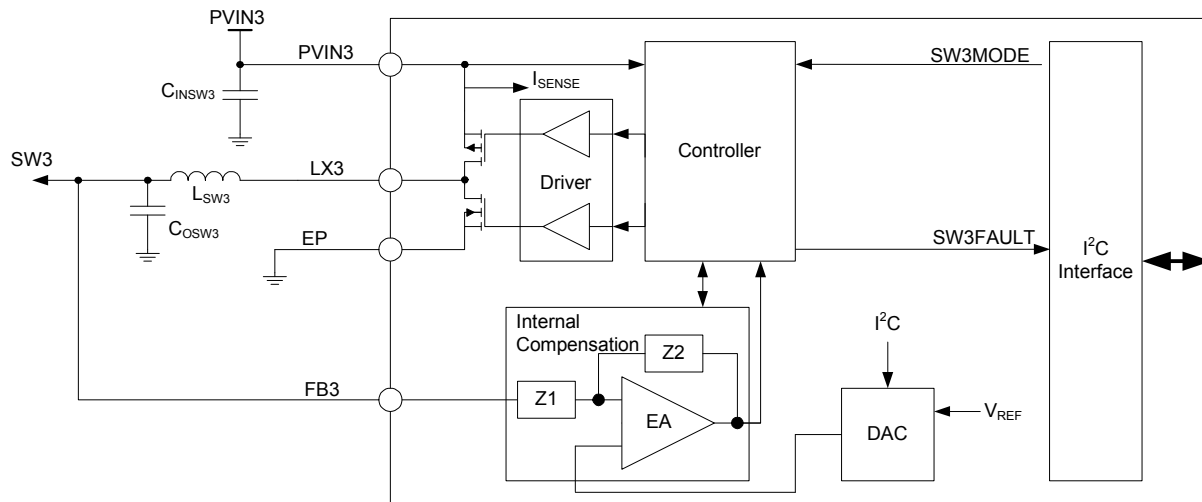 PVIN3
PVIN3
SW3MODE
CINSW3
ISENSE
Controller
SW3
LX3
LSW3
Driver
COSW3
EP
SW3FAULT
I²C
Interface
Internal
Compensation
I²C
Z2
FB3
Z1
EA
DAC
VREF